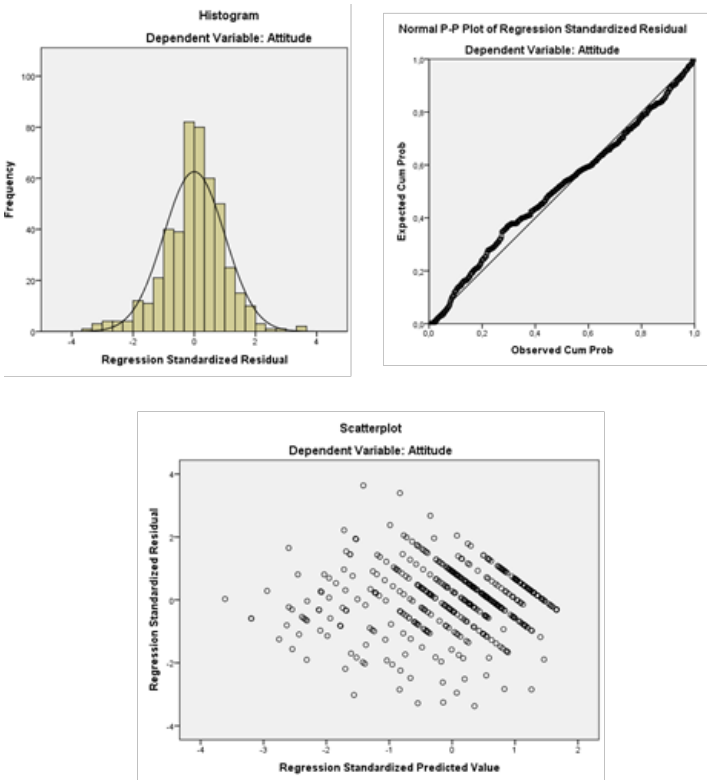 Histogram
Dependent Variable: Attitude
100
80
60
40
20
0
Frequency
-4
-2
0
2
4
Regression Standardized Residual
Normal P-P Plot of Regression Standardized Residual
Dependent Variable: Attitude
1,0
0,8
0,6
0,4
0,2
0,0
Expected Cum Prob
0,0
0,2
0,4
0,6
0,8
1,0
Observed Cum Prob
Scatterplot
Dependent Variable: Attitude
4
2
0
-2
-4
Regression Standardized Residual
-4
-3
-2
-1
0
1
2
Regression Standardized Predicted Value